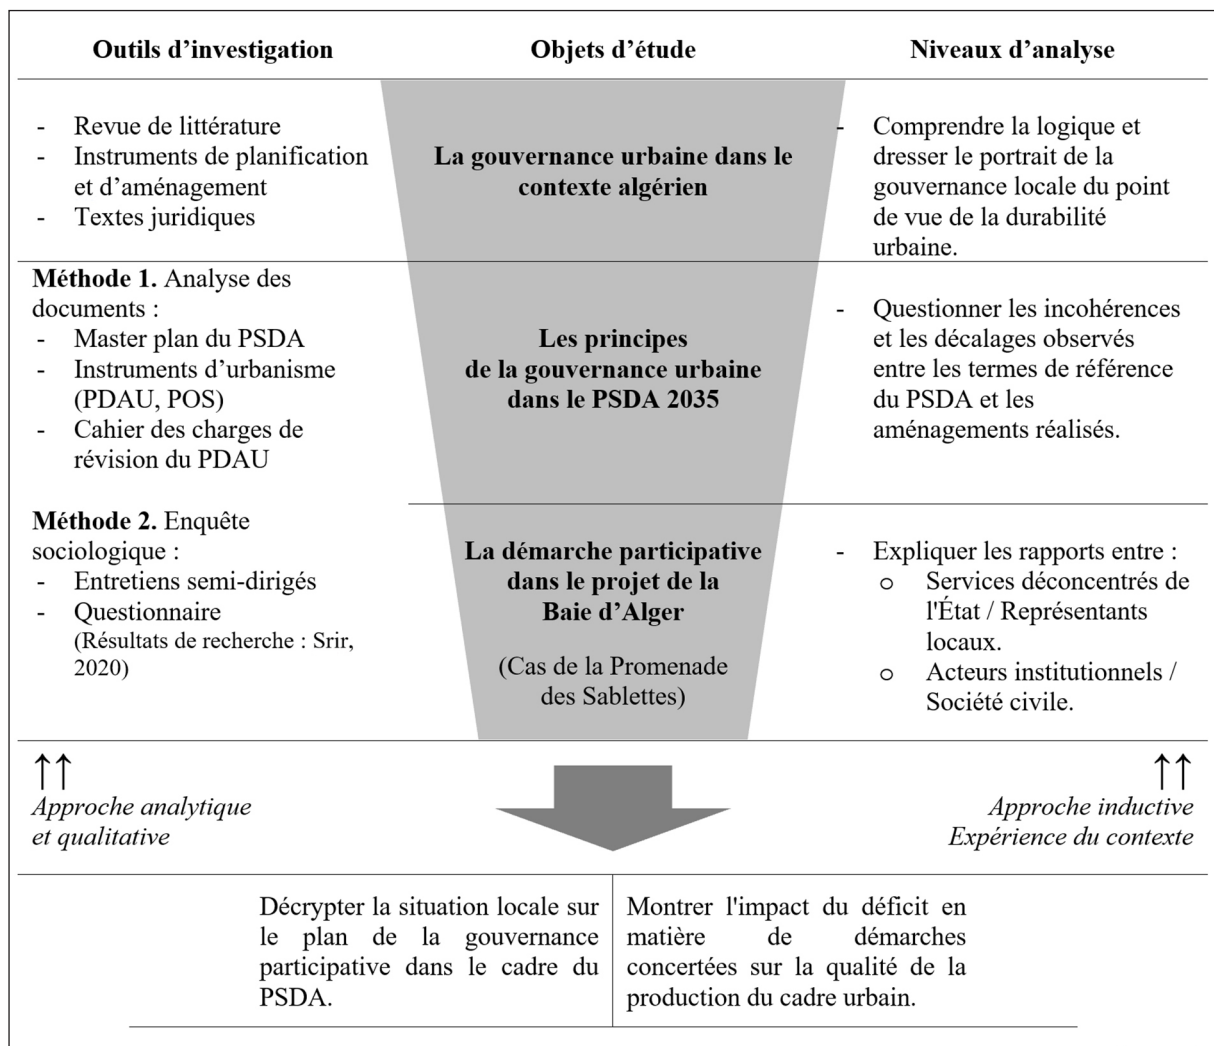 Outils d’investigation
Objets d’étude
Niveaux d’analyse
- Revue de littérature
- Instruments de planification
et d’aménagement
- Textes juridiques
La gouvernance urbaine dans le
contexte algérien
- Comprendre la logique et
dresser le portrait de la
gouvernance locale du point
de vue de la durabilité
urbaine.
Méthode 1. Analyse des
documents :
- Master plan du PSDA
- Instruments d’urbanisme
(PDAU, POS)
- Cahier des charges de
révision du PDAU
Les principes
de la gouvernance urbaine
dans le PSDA 2035
- Questionner les incohérences
et les décalages observés
entre les termes de référence
du PSDA et les
aménagements réalisés.
Méthode 2. Enquête
sociologique :
- Entretiens semi-dirigés
- Questionnaire
(Résultats de recherche : Srir,
2020)
La démarche participative
dans le projet de la
Baie d’Alger
(Cas de la Promenade
des Sablettes)
- Expliquer les rapports entre :
o Services déconcentrés de
l'État / Représentants
locaux.
o Acteurs institutionnels /
Société civile.
↑↑
Approche analytique
et qualitative
↑↑
Approche inductive
Expérience du contexte
Décrypter la situation locale sur
le plan de la gouvernance
participative dans le cadre du
PSDA.
Montrer l'impact du déficit en
matière de démarches
concertées sur la qualité de la
production du cadre urbain.